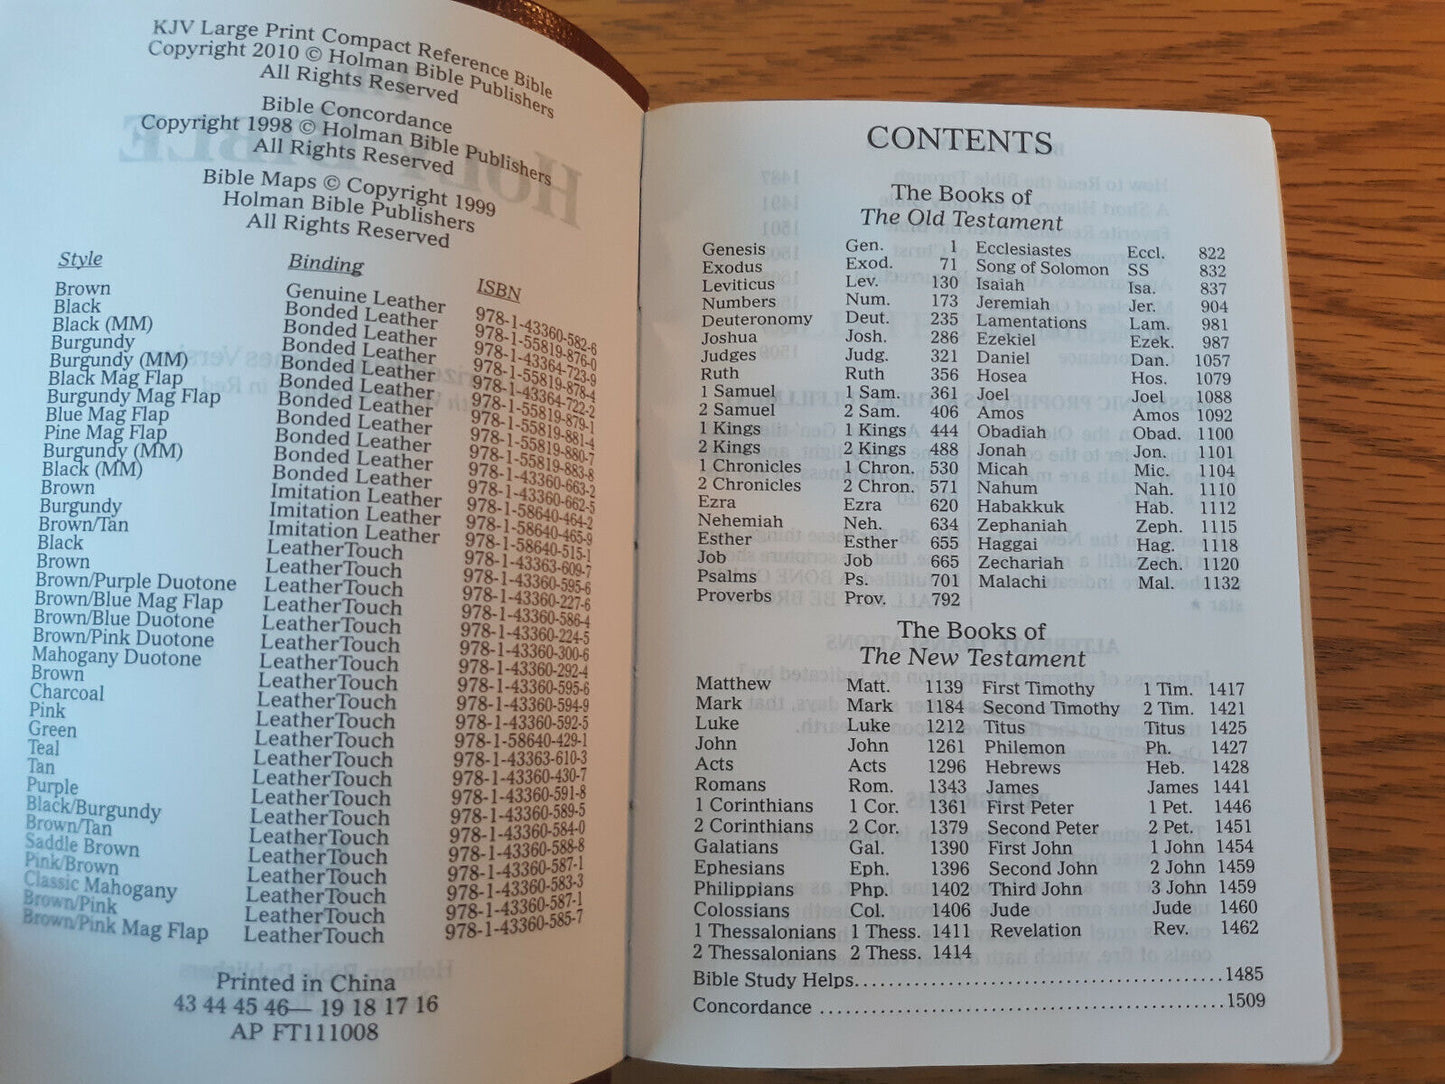 KJV Large Print Compact Reference Bible
Copyright 2010 © Holman Bible Publishers
All Rights Reserved
Bible Concordance
Copyright 1998 © Holman Bible Publishers
All Rights Reserved
Bible Maps © Copyright 1999
Holman Bible Publishers
All Rights Reserved
Style Binding ISBN
Brown Genuine Leather 978-1-43360-582-6
Black Bonded Leather 978-1-55819-876-0
Black (MM) Bonded Leather 978-1-43364-723-9
Burgundy Bonded Leather 978-1-55819-878-4
Burgundy (MM) Bonded Leather 978-1-43364-722-2
Black Mag Flap Bonded Leather 978-1-55819-879-1
Burgundy Mag Flap Bonded Leather 978-1-55819-881-4
Blue Mag Flap Bonded Leather 978-1-55819-880-7
Pine Mag Flap Bonded Leather 978-1-55819-883-8
Burgundy (MM) Bonded Leather 978-1-43360-663-2
Black (MM) Bonded Leather 978-1-43360-662-5
Brown Imitation Leather 978-1-58640-464-2
Burgundy Imitation Leather 978-1-58640-465-9
Brown/Tan Imitation Leather 978-1-58640-515-1
Black LeatherTouch 978-1-43363-609-7
Brown LeatherTouch 978-1-43360-595-6
Brown/Purple Duotone LeatherTouch 978-1-43360-227-6
Brown/Blue Mag Flap LeatherTouch 978-1-43360-586-4
Brown/Blue Duotone LeatherTouch 978-1-43360-224-5
Brown/Pink Duotone LeatherTouch 978-1-43360-300-6
Mahogany Duotone LeatherTouch 978-1-43360-292-4
Brown LeatherTouch 978-1-43360-595-6
Charcoal LeatherTouch 978-1-43360-594-9
Pink LeatherTouch 978-1-43360-592-5
Green LeatherTouch 978-1-58640-429-1
Teal LeatherTouch 978-1-43363-610-3
Tan LeatherTouch 978-1-43360-430-7
Purple LeatherTouch 978-1-43360-591-8
Black/Burgundy LeatherTouch 978-1-43360-589-5
Brown/Tan LeatherTouch 978-1-43360-584-0
Saddle Brown LeatherTouch 978-1-43360-588-8
Pink/Brown LeatherTouch 978-1-43360-587-1
Classic Mahogany LeatherTouch 978-1-43360-583-3
Brown/Pink LeatherTouch 978-1-43360-587-1
Brown/Pink Mag Flap LeatherTouch 978-1-43360-585-7
Printed in China
43 44 45 46— 19 18 17 16
AP FT111008
CONTENTS
The Books of
The Old Testament
Genesis Gen. 1 Ecclesiastes Eccl. 822
Exodus Exod. 71 Song of Solomon SS 832
Leviticus Lev. 130 Isaiah Isa. 837
Numbers Num. 173 Jeremiah Jer. 904
Deuteronomy Deut. 235 Lamentations Lam. 981
Joshua Josh. 286 Ezekiel Ezek. 987
Judges Judg. 321 Daniel Dan. 1057
Ruth Ruth 356 Hosea Hos. 1079
1 Samuel 1 Sam. 361 Joel Joel 1088
2 Samuel 2 Sam. 406 Amos Amos 1092
1 Kings 1 Kings 444 Obadiah Obad. 1100
2 Kings 2 Kings 488 Jonah Jon. 1101
1 Chronicles 1 Chron. 530 Micah Mic. 1104
2 Chronicles 2 Chron. 571 Nahum Nah. 1110
Ezra Ezra 620 Habakkuk Hab. 1112
Nehemiah Neh. 634 Zephaniah Zeph. 1115
Esther Esther 655 Haggai Hag. 1118
Job Job 665 Zechariah Zech. 1120
Psalms Ps. 701 Malachi Mal. 1132
Proverbs Prov. 792
The Books of
The New Testament
Matthew Matt. 1139 First Timothy 1 Tim. 1417
Mark Mark 1184 Second Timothy 2 Tim. 1421
Luke Luke 1212 Titus Titus 1425
John John 1261 Philemon Ph. 1427
Acts Acts 1296 Hebrews Heb. 1428
Romans Rom. 1343 James James 1441
1 Corinthians 1 Cor. 1361 First Peter 1 Pet. 1446
2 Corinthians 2 Cor. 1379 Second Peter 2 Pet. 1451
Galatians Gal. 1390 First John 1 John 1454
Ephesians Eph. 1396 Second John 2 John 1459
Philippians Php. 1402 Third John 3 John 1459
Colossians Col. 1406 Jude Jude 1460
1 Thessalonians 1 Thess. 1411 Revelation Rev. 1462
2 Thessalonians 2 Thess. 1414
Bible Study Helps 1485
Concordance 1509